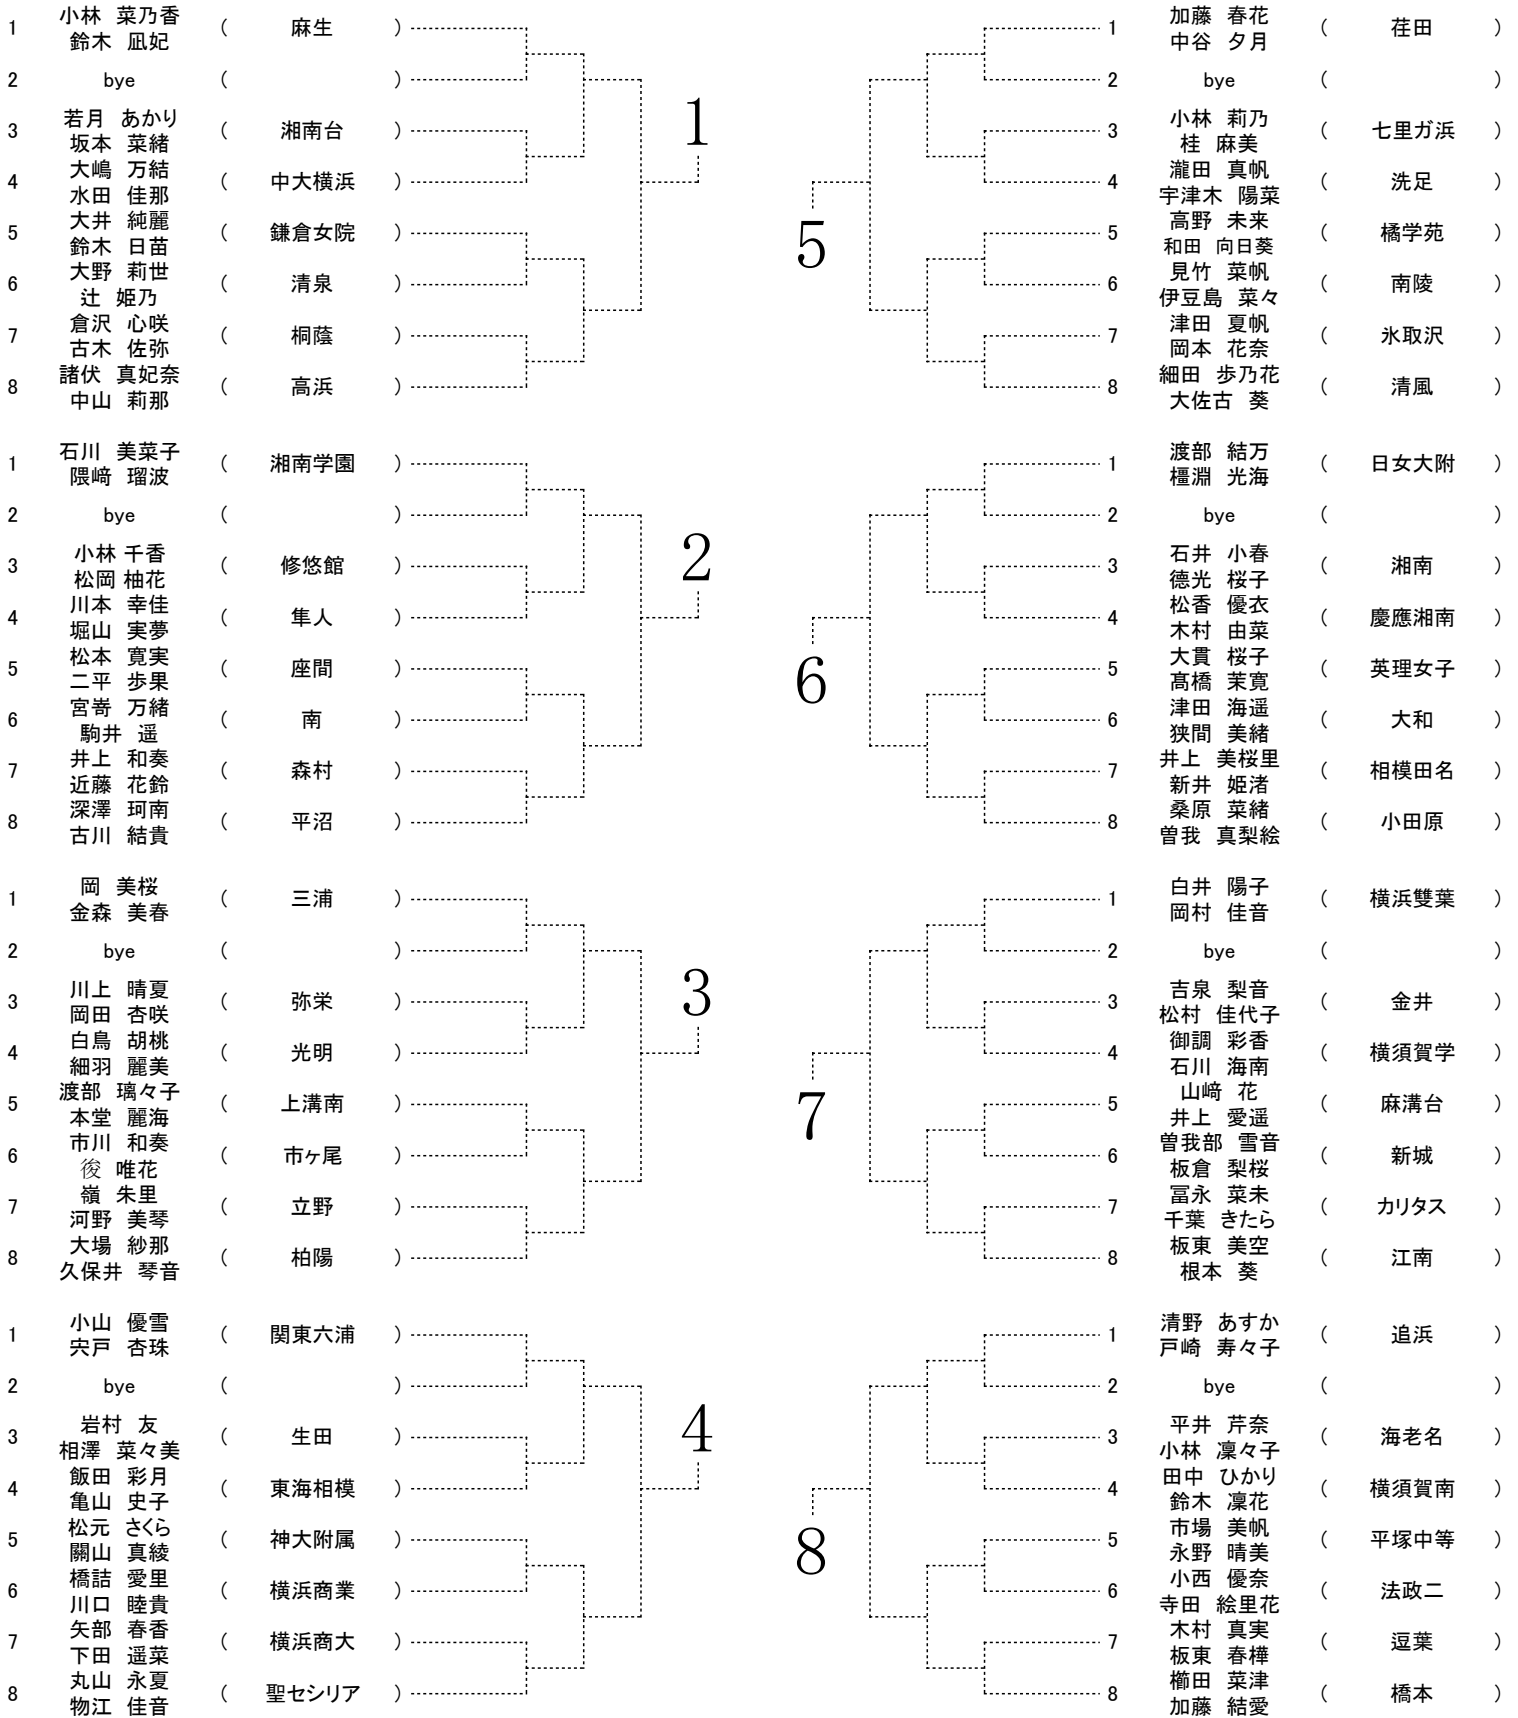 1 小林 菜乃香 鈴木 凪妃 ( 麻生 )
2 bye ( )
3 若月 あかり 坂本 菜緒 ( 湘南台 )
4 大嶋 万結 水田 佳那 ( 中大横浜 )
5 大井 純麗 鈴木 日苗 ( 鎌倉女院 )
6 大野 莉世 辻 姫乃 ( 清泉 )
7 倉沢 心咲 古木 佐弥 ( 桐蔭 )
8 諸伏 真妃奈 中山 莉那 ( 高浜 )
1
1 石川 美菜子 隈﨑 瑠波 ( 湘南学園 )
2 bye ( )
3 小林 千香 松岡 柚花 ( 修悠館 )
4 川本 幸佳 堀山 実夢 ( 隼人 )
5 松本 寛実 二平 歩果 ( 座間 )
6 宮嵜 万緒 駒井 遥 ( 南 )
7 井上 和奏 近藤 花鈴 ( 森村 )
8 深澤 珂南 古川 結貴 ( 平沼 )
2
1 岡 美桜 金森 美春 ( 三浦 )
2 bye ( )
3 川上 晴夏 岡田 杏咲 ( 弥栄 )
4 白鳥 胡桃 細羽 麗美 ( 光明 )
5 渡部 璃々子 本堂 麗海 ( 上溝南 )
6 市川 和奏 後 唯花 ( 市ヶ尾 )
7 嶺 朱里 河野 美琴 ( 立野 )
8 大場 紗那 久保井 琴音 ( 柏陽 )
3
1 小山 優雪 宍戸 杏珠 ( 関東六浦 )
2 bye ( )
3 岩村 友 相澤 菜々美 ( 生田 )
4 飯田 彩月 亀山 史子 ( 東海相模 )
5 松元 さくら 關山 真綾 ( 神大附属 )
6 橋詰 愛里 川口 睦貴 ( 横浜商業 )
7 矢部 春香 下田 遥菜 ( 横浜商大 )
8 丸山 永夏 物江 佳音 ( 聖セシリア )
4
1 加藤 春花 中谷 夕月 ( 荏田 )
2 bye ( )
3 小林 莉乃 桂 麻美 ( 七里ガ浜 )
4 瀧田 真帆 宇津木 陽菜 ( 洗足 )
5 高野 未来 和田 向日葵 ( 橘学苑 )
6 見竹 菜帆 伊豆島 菜々 ( 南陵 )
7 津田 夏帆 岡本 花奈 ( 氷取沢 )
8 細田 歩乃花 大佐古 葵 ( 清風 )
5
1 渡部 結万 橿淵 光海 ( 日女大附 )
2 bye ( )
3 石井 小春 德光 桜子 ( 湘南 )
4 松香 優衣 木村 由菜 ( 慶應湘南 )
5 大貫 桜子 髙橋 茉寛 ( 英理女子 )
6 津田 海遥 狭間 美緒 ( 大和 )
7 井上 美桜里 新井 姫渚 ( 相模田名 )
8 桑原 菜緒 曽我 真梨絵 ( 小田原 )
6
1 白井 陽子 岡村 佳音 ( 横浜雙葉 )
2 bye ( )
3 吉泉 梨音 松村 佳代子 ( 金井 )
4 御調 彩香 石川 海南 ( 横須賀学 )
5 山﨑 花 井上 愛遥 ( 麻溝台 )
6 曽我部 雪音 板倉 梨桜 ( 新城 )
7 冨永 菜未 千葉 きたら ( カリタス )
8 板東 美空 根本 葵 ( 江南 )
7
1 清野 あすか 戸崎 寿々子 ( 追浜 )
2 bye ( )
3 平井 芹奈 小林 凜々子 ( 海老名 )
4 田中 ひかり 鈴木 凜花 ( 横須賀南 )
5 市場 美帆 永野 晴美 ( 平塚中等 )
6 小西 優奈 寺田 絵里花 ( 法政二 )
7 木村 真実 板東 春樺 ( 逗葉 )
8 櫛田 菜津 加藤 結愛 ( 橋本 )
8